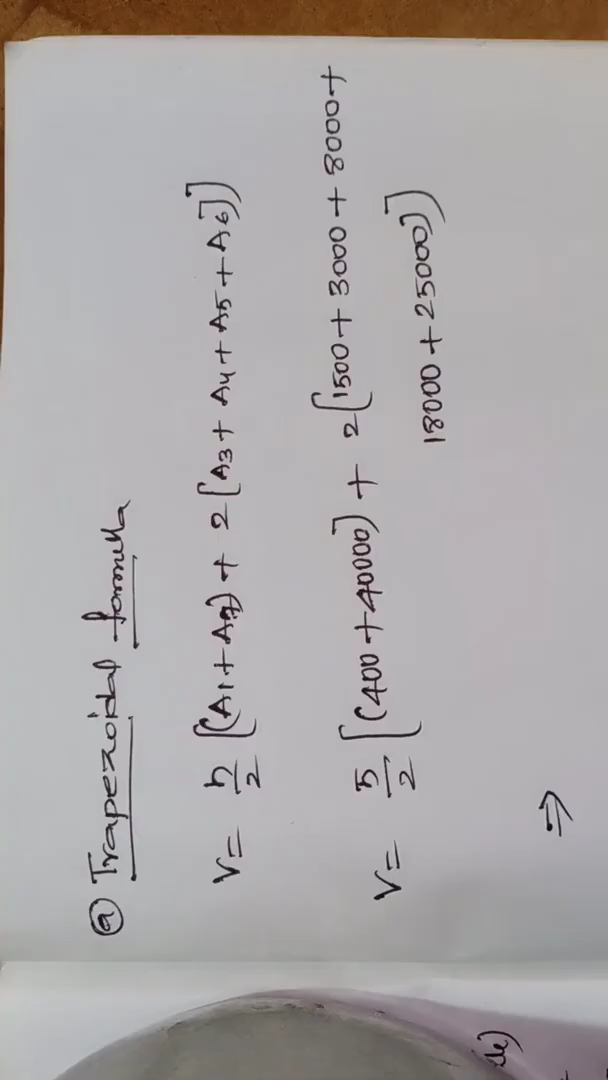 (a) Trapezoidal formula
V = h/2 [(A1 + A7) + 2 [A3 + A4 + A5 + A6]]
V = 5/2 [(400 + 40000) + 2 [1500 + 3000 + 8000 +
18000 + 25000]]
⇒